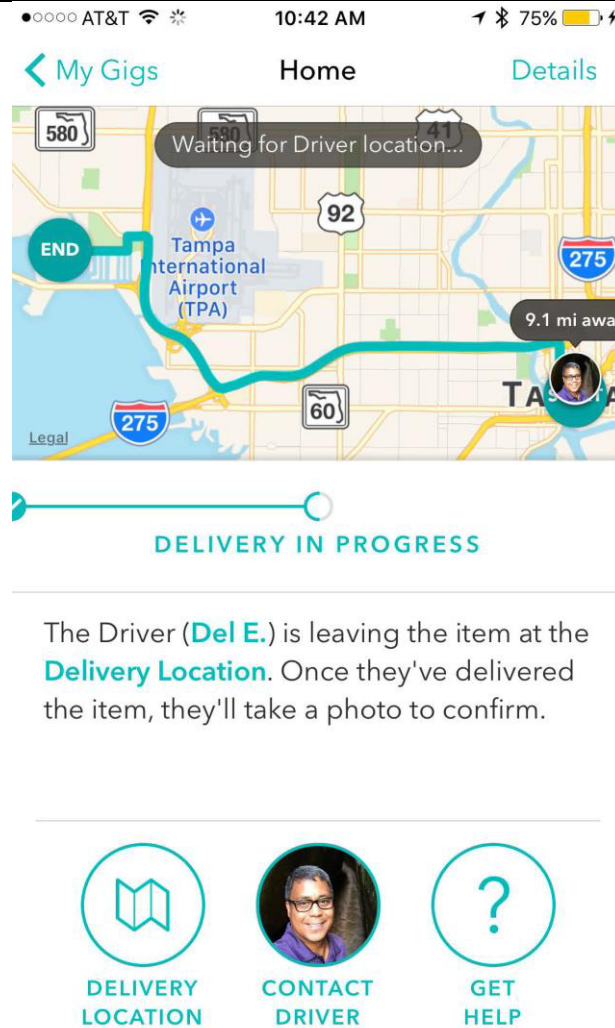 ●○○○○ AT&T 10:42 AM 75%
My Gigs Home Details
580 580 41
Waiting for Driver location...
92
END
Tampa
International
Airport
(TPA)
275
9.1 mi awa
TA
60
275
Legal
DELIVERY IN PROGRESS
The Driver (Del E.) is leaving the item at the
Delivery Location. Once they've delivered
the item, they'll take a photo to confirm.
?
DELIVERY
LOCATION
CONTACT
DRIVER
GET
HELP